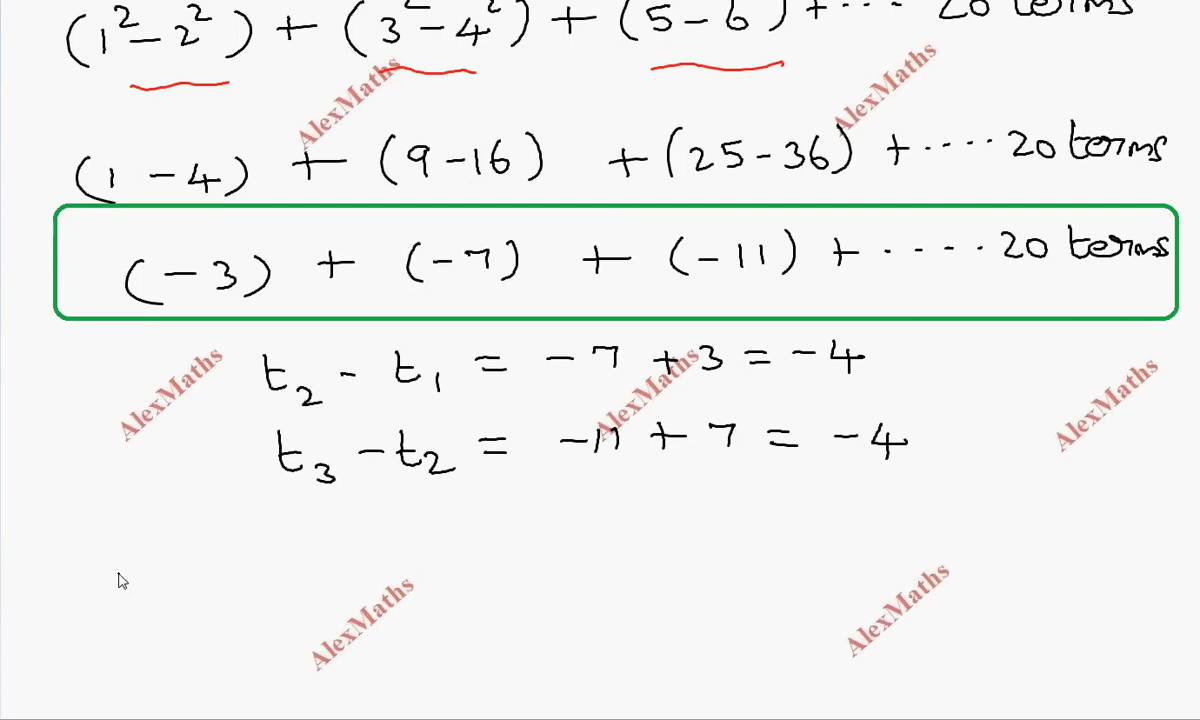 (1² - 2²) + (3² - 4²) + (5 - 6) + .... 20 terms
(1 - 4) + (9 - 16) + (25 - 36) + .... 20 terms
(-3) + (-7) + (-11) + ..... 20 terms
t₂ - t₁ = -7 + 3 = -4
t₃ - t₂ = -11 + 7 = -4
AlexMaths
AlexMaths
AlexMaths
AlexMaths
AlexMaths
AlexMaths
AlexMaths